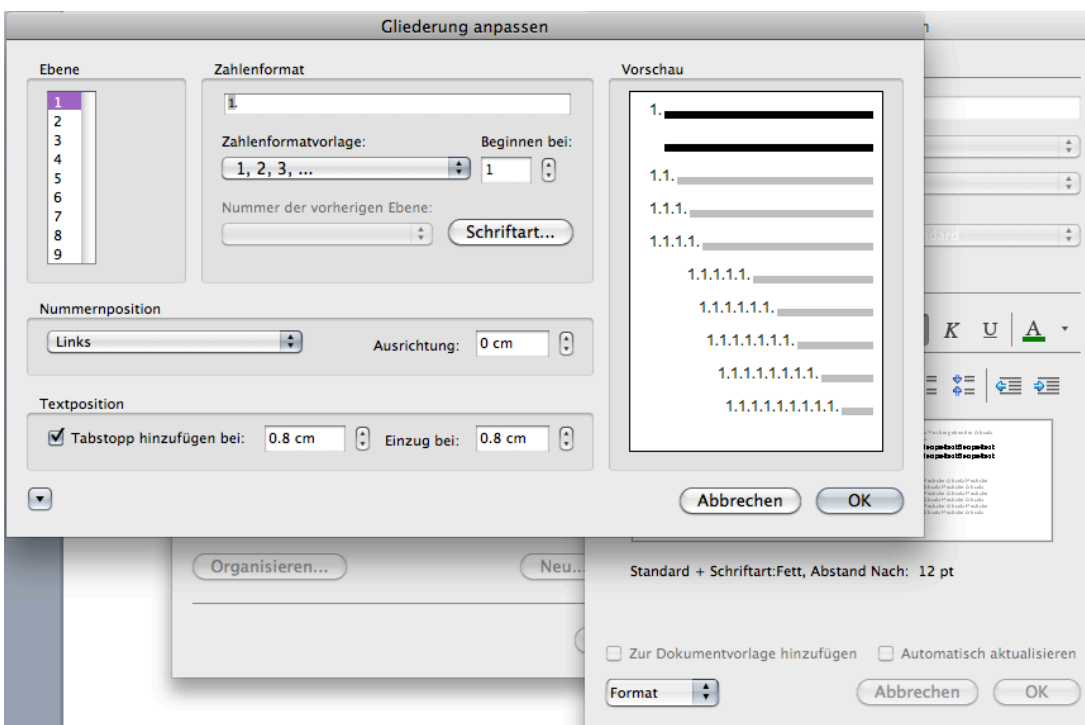 Gliederung anpassen
n
Ebene
1
2
3
4
5
6
7
8
9
Zahlenformat
1.
Zahlenformatvorlage:
Beginnen bei:
1, 2, 3, ...
1
Nummer der vorherigen Ebene:
Schriftart...
Vorschau
1.
1.1.
1.1.1.
1.1.1.1.
1.1.1.1.1.
1.1.1.1.1.1.
1.1.1.1.1.1.1.
1.1.1.1.1.1.1.1.
1.1.1.1.1.1.1.1.1.
Nummernposition
Links
Ausrichtung: 0 cm
Textposition
Tabstopp hinzufügen bei: 0.8 cm Einzug bei: 0.8 cm
Abbrechen OK
dard
K U A
Organisieren...
Neu...
Standard + Schriftart:Fett, Abstand Nach: 12 pt
Zur Dokumentvorlage hinzufügen Automatisch aktualisieren
Format
Abbrechen OK